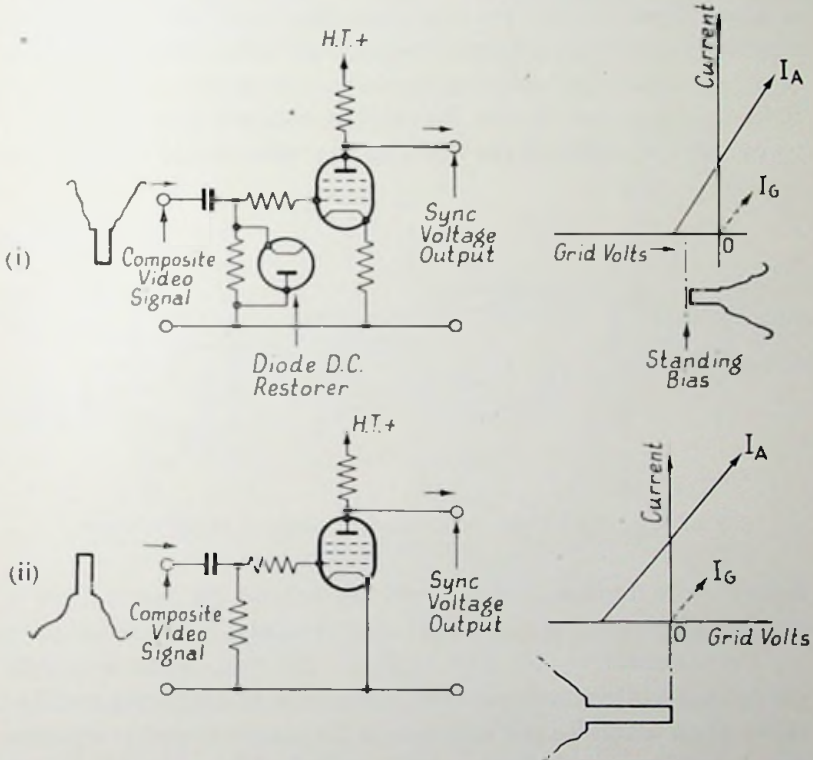 H.T.+
(i)
Composite
Video
Signal
Sync
Voltage
Output
Diode D.C.
Restorer
Current
I_A
I_G
Grid Volts
0
Standing
Bias
H.T.+
(ii)
Composite
Video
Signal
Sync
Voltage
Output
Current
I_A
I_G
0
Grid Volts